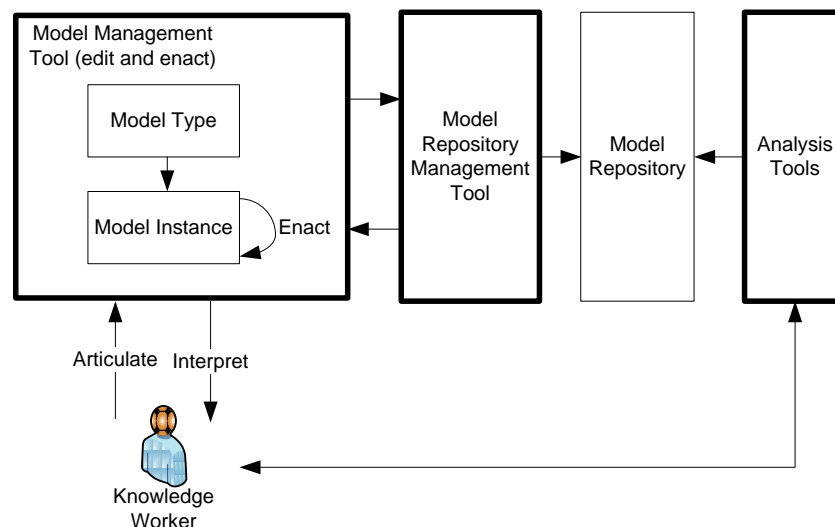 Model Management
Tool (edit and enact)
Model Type
Model Instance
Enact
Model
Repository
Management
Tool
Model
Repository
Analysis
Tools
Articulate
Interpret
Knowledge
Worker